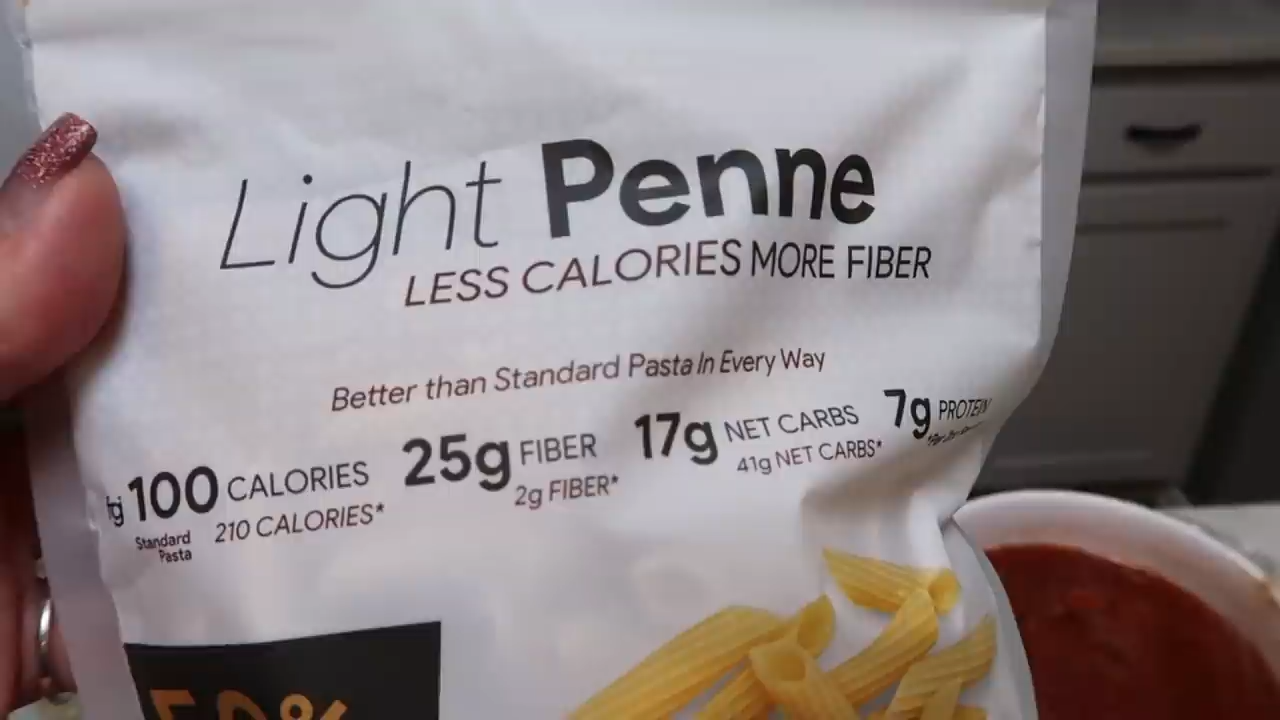 Light Penne
LESS CALORIES MORE FIBER
Better than Standard Pasta In Every Way
100 CALORIES 25g FIBER 17g NET CARBS 7g PROTEIN
Standard Pasta 210 CALORIES* 2g FIBER* 41g NET CARBS*
50%